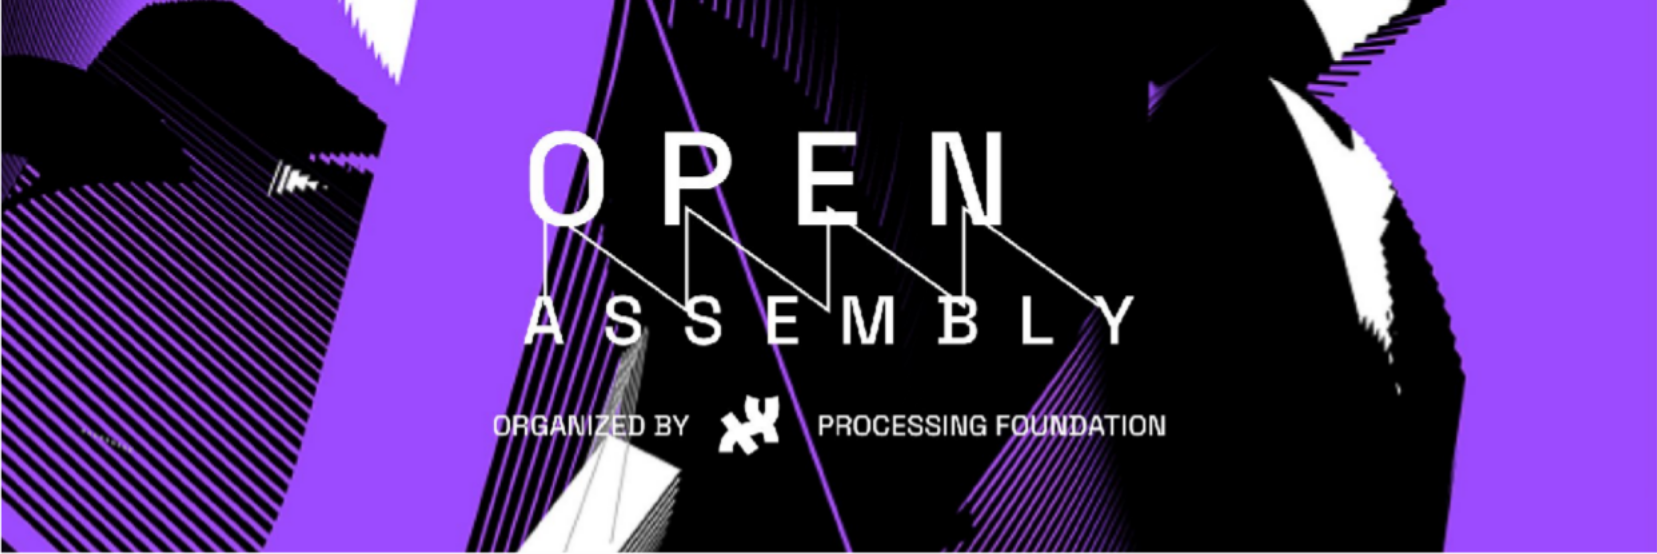 OPEN
ASSEMBLY
ORGANIZED BY PROCESSING FOUNDATION